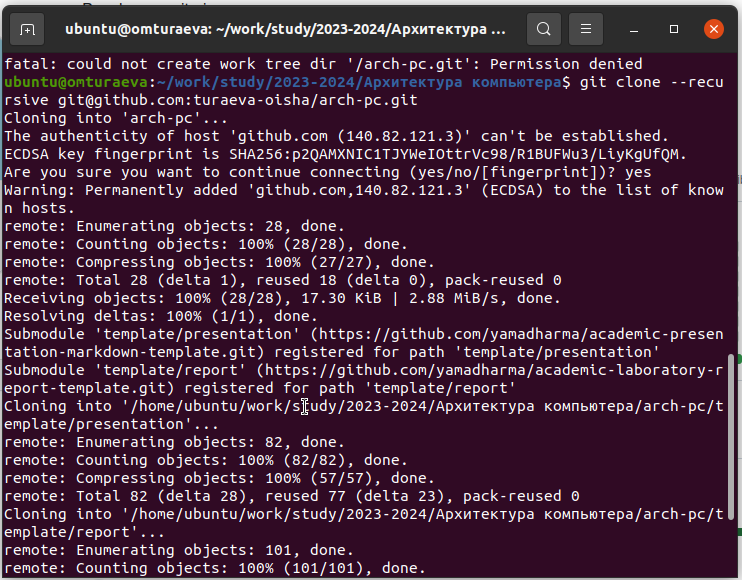 ubuntu@omturaeva: ~/work/study/2023-2024/Архитектура ...
fatal: could not create work tree dir '/arch-pc.git': Permission denied
ubuntu@omturaeva:~/work/study/2023-2024/Архитектура компьютера$ git clone --recu
rsive git@github.com:turaeva-oisha/arch-pc.git
Cloning into 'arch-pc'...
The authenticity of host 'github.com (140.82.121.3)' can't be established.
ECDSA key fingerprint is SHA256:p2QAMXNIC1TJYWeIOttrVc98/R1BUFWu3/LiyKgUfQM.
Are you sure you want to continue connecting (yes/no/[fingerprint])? yes
Warning: Permanently added 'github.com,140.82.121.3' (ECDSA) to the list of know
n hosts.
remote: Enumerating objects: 28, done.
remote: Counting objects: 100% (28/28), done.
remote: Compressing objects: 100% (27/27), done.
remote: Total 28 (delta 1), reused 18 (delta 0), pack-reused 0
Receiving objects: 100% (28/28), 17.30 KiB | 2.88 MiB/s, done.
Resolving deltas: 100% (1/1), done.
Submodule 'template/presentation' (https://github.com/yamadharma/academic-presen
tation-markdown-template.git) registered for path 'template/presentation'
Submodule 'template/report' (https://github.com/yamadharma/academic-laboratory-r
eport-template.git) registered for path 'template/report'
Cloning into '/home/ubuntu/work/study/2023-2024/Архитектура компьютера/arch-pc/t
emplate/presentation'...
remote: Enumerating objects: 82, done.
remote: Counting objects: 100% (82/82), done.
remote: Compressing objects: 100% (57/57), done.
remote: Total 82 (delta 28), reused 77 (delta 23), pack-reused 0
Cloning into '/home/ubuntu/work/study/2023-2024/Архитектура компьютера/arch-pc/t
emplate/report'...
remote: Enumerating objects: 101, done.
remote: Counting objects: 100% (101/101), done.